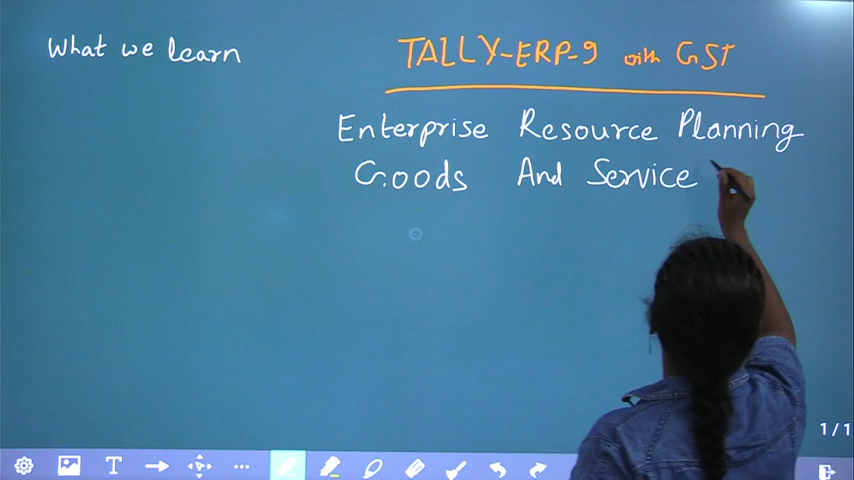 What we learn
TALLY-ERP-9 with GST
Enterprise Resource Planning
Goods And Service
1/1
T